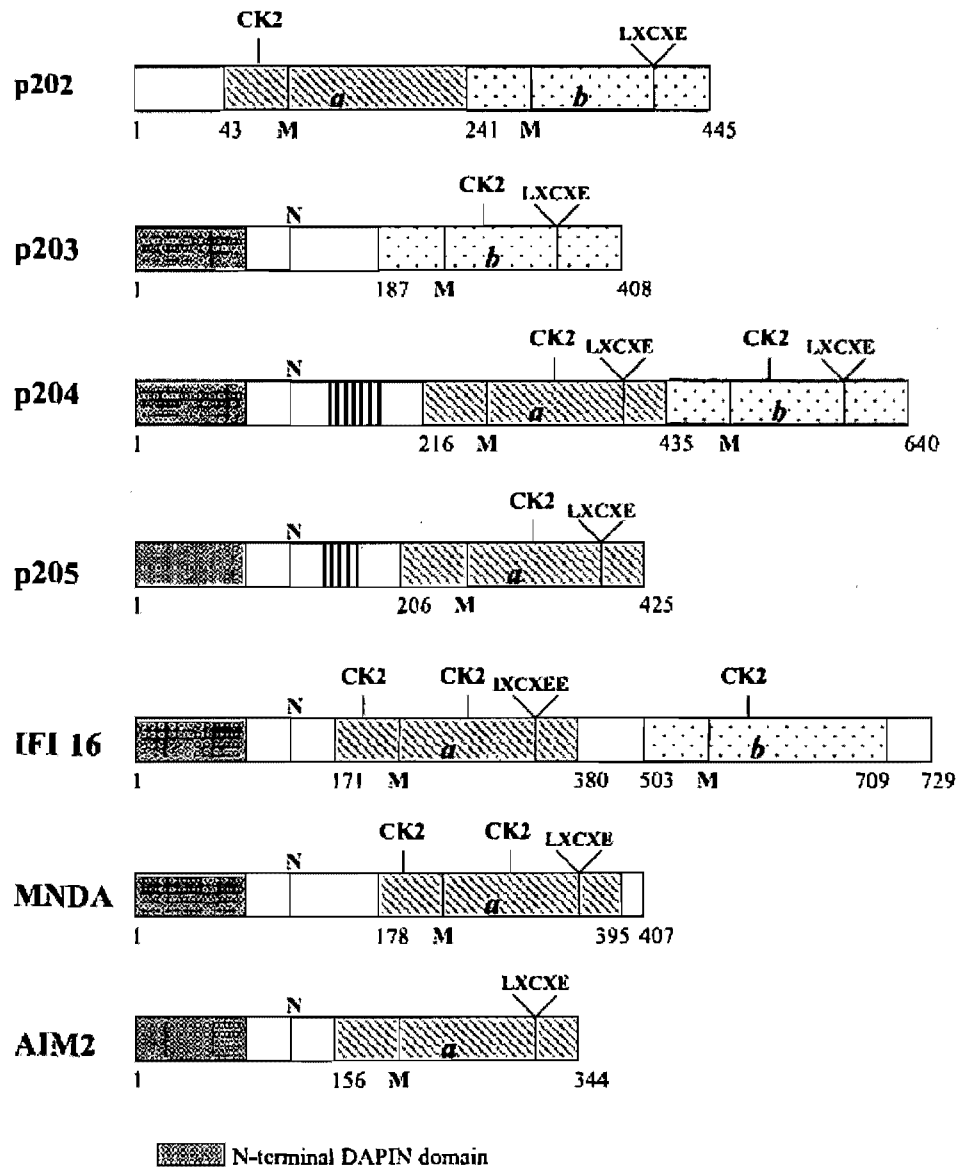 CK2
LXCXE
p202
a
b
1 43 M 241 M 445
CK2
LXCXE
N
p203
b
1 187 M 408
CK2 LXCXE CK2 LXCXE
N
p204
a
b
1 216 M 435 M 640
CK2 LXCXE
N
p205
a
1 206 M 425
CK2 CK2 IXCXEE CK2
N
IFI 16
a
b
1 171 M 380 503 M 709 729
CK2 CK2 LXCXE
N
MNDA
a
1 178 M 395 407
LXCXE
N
AIM2
a
1 156 M 344
N-terminal DAPIN domain